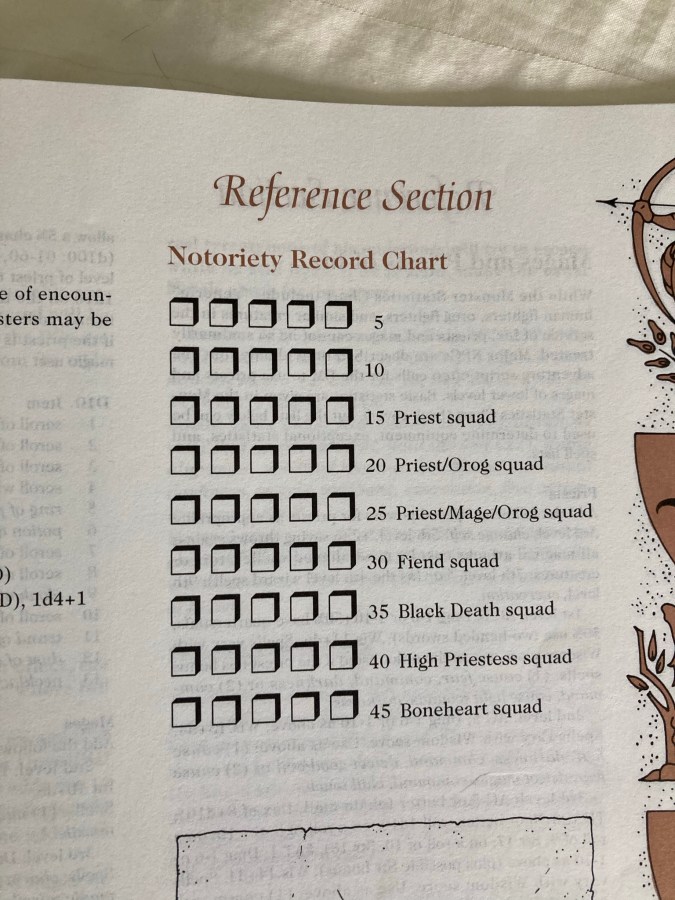 Reference Section
Notoriety Record Chart
5
10
15 Priest squad
20 Priest/Orog squad
25 Priest/Mage/Orog squad
30 Fiend squad
35 Black Death squad
40 High Priestess squad
45 Boneheart squad
e of encoun-
sters may be
D), 1d4+1